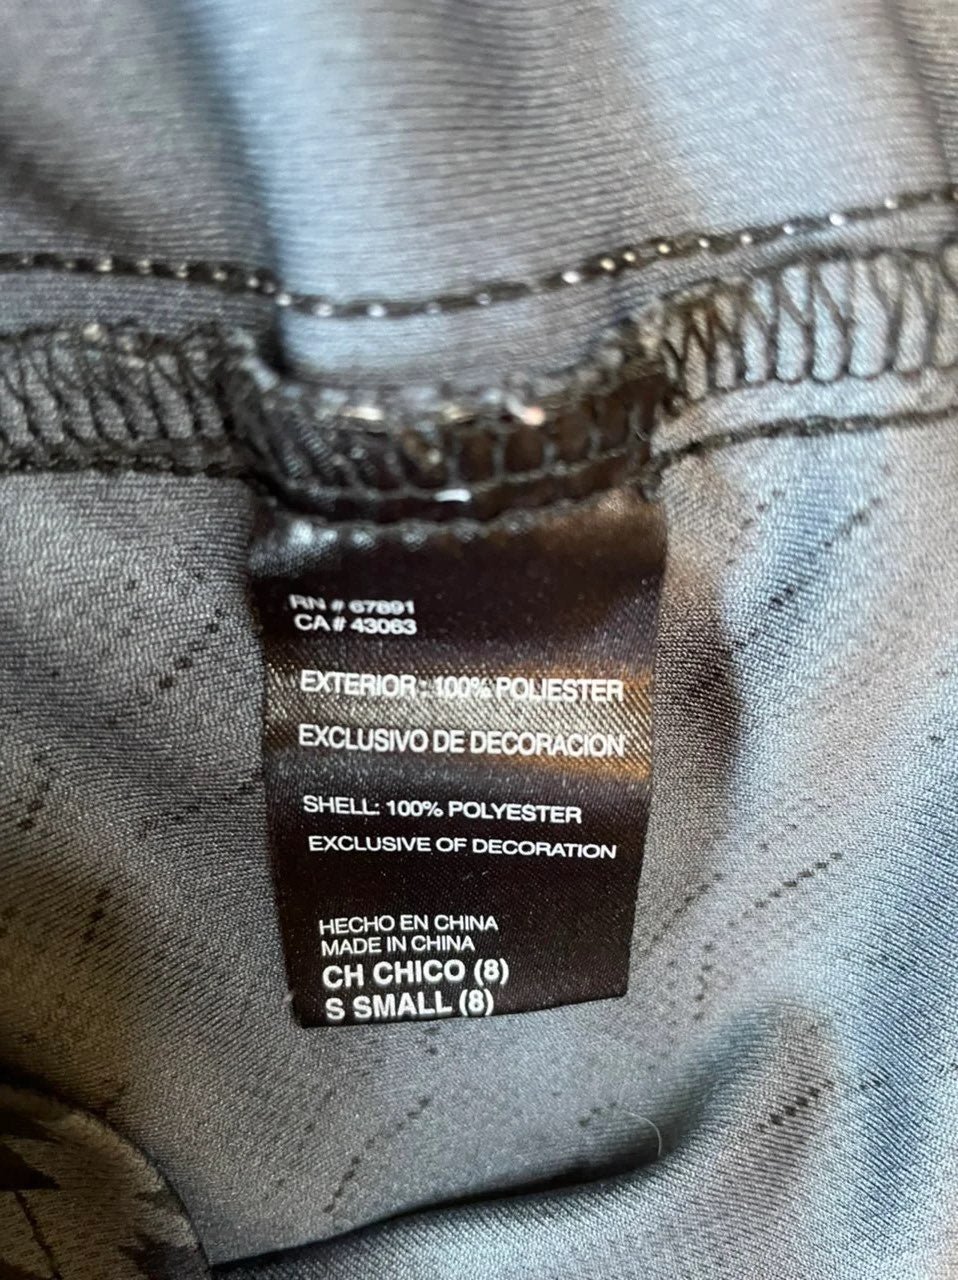 RN # 67891
CA# 43063
EXTERIOR: 100% POLIESTER
EXCLUSIVO DE DECORACION
SHELL: 100% POLYESTER
EXCLUSIVE OF DECORATION
HECHO EN CHINA
MADE IN CHINA
CH CHICO (8)
S SMALL (8)